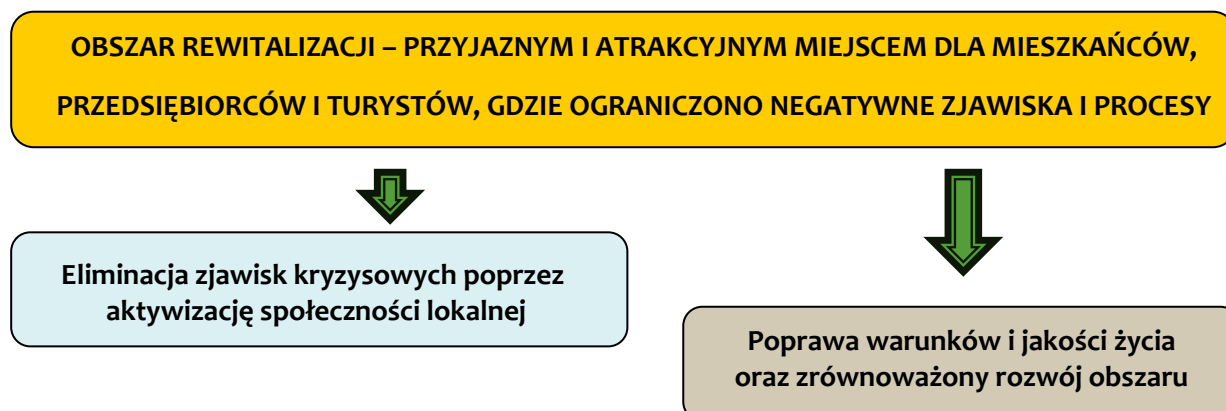 OBSZAR REWITALIZACJI – PRZYJAZNYM I ATRAKCYJNYM MIEJSCEM DLA MIESZKAŃCÓW,
PRZEDSIĘBIORCÓW I TURYSTÓW, GDZIE OGRANICZONO NEGATYWNE ZJAWISKA I PROCESY
Eliminacja zjawisk kryzysowych poprzez
aktywizację społeczności lokalnej
Poprawa warunków i jakości życia
oraz zrównoważony rozwój obszaru